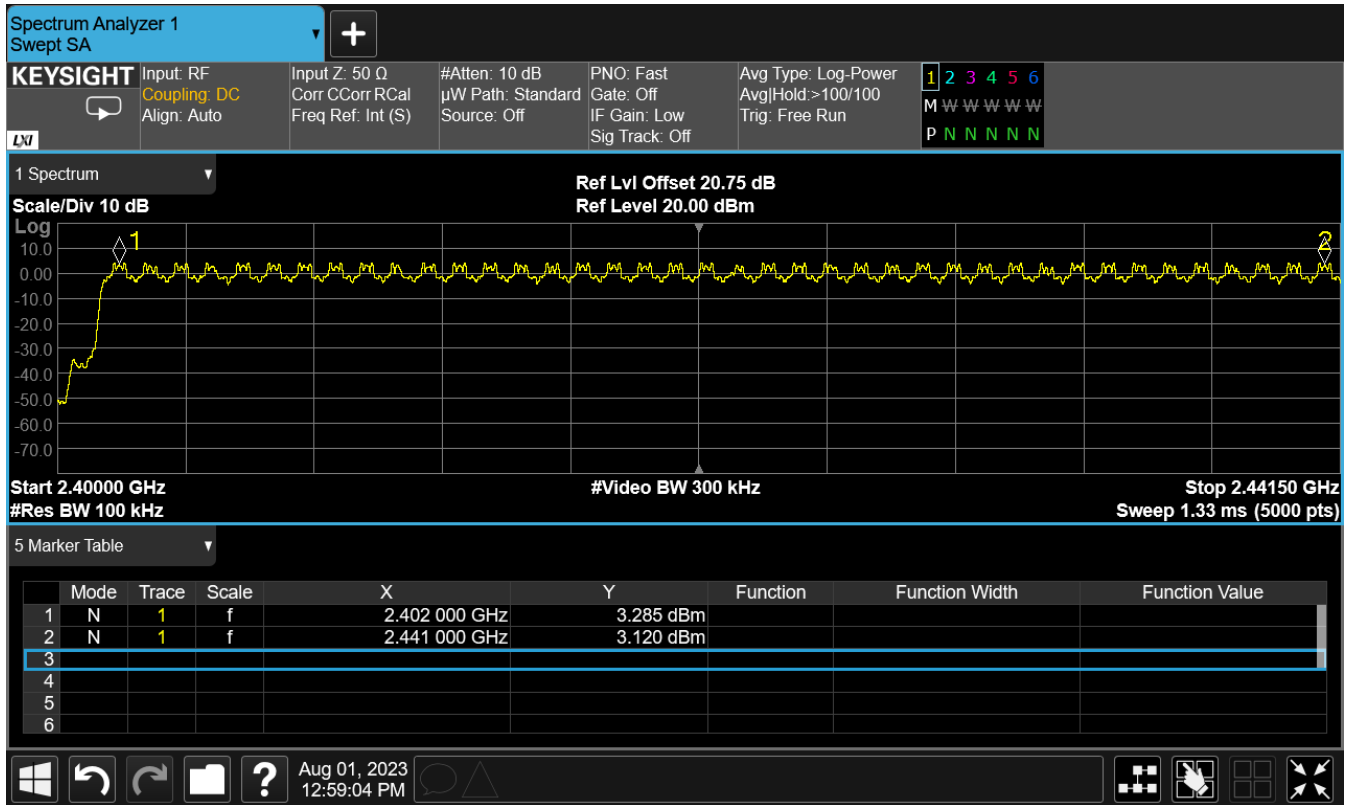 Spectrum Analyzer 1
Swept SA
KEYSIGHT
LXI
Input: RF
Coupling: DC
Align: Auto
Input Z: 50 Ω
Corr CCorr RCal
Freq Ref: Int (S)
#Atten: 10 dB
µW Path: Standard
Source: Off
PNO: Fast
Gate: Off
IF Gain: Low
Sig Track: Off
Avg Type: Log-Power
Avg|Hold:>100/100
Trig: Free Run
1 2 3 4 5 6
M W W W W W
P N N N N N
1 Spectrum
Scale/Div 10 dB
Ref Lvl Offset 20.75 dB
Ref Level 20.00 dBm
Log
1
2
10.0
0.00
-10.0
-20.0
-30.0
-40.0
-50.0
-60.0
-70.0
Start 2.40000 GHz
#Video BW 300 kHz
Stop 2.44150 GHz
#Res BW 100 kHz
Sweep 1.33 ms (5000 pts)
5 Marker Table
Mode Trace Scale X Y Function Function Width Function Value
1 N 1 f 2.402 000 GHz 3.285 dBm
2 N 1 f 2.441 000 GHz 3.120 dBm
3
4
5
6
?
Aug 01, 2023
12:59:04 PM